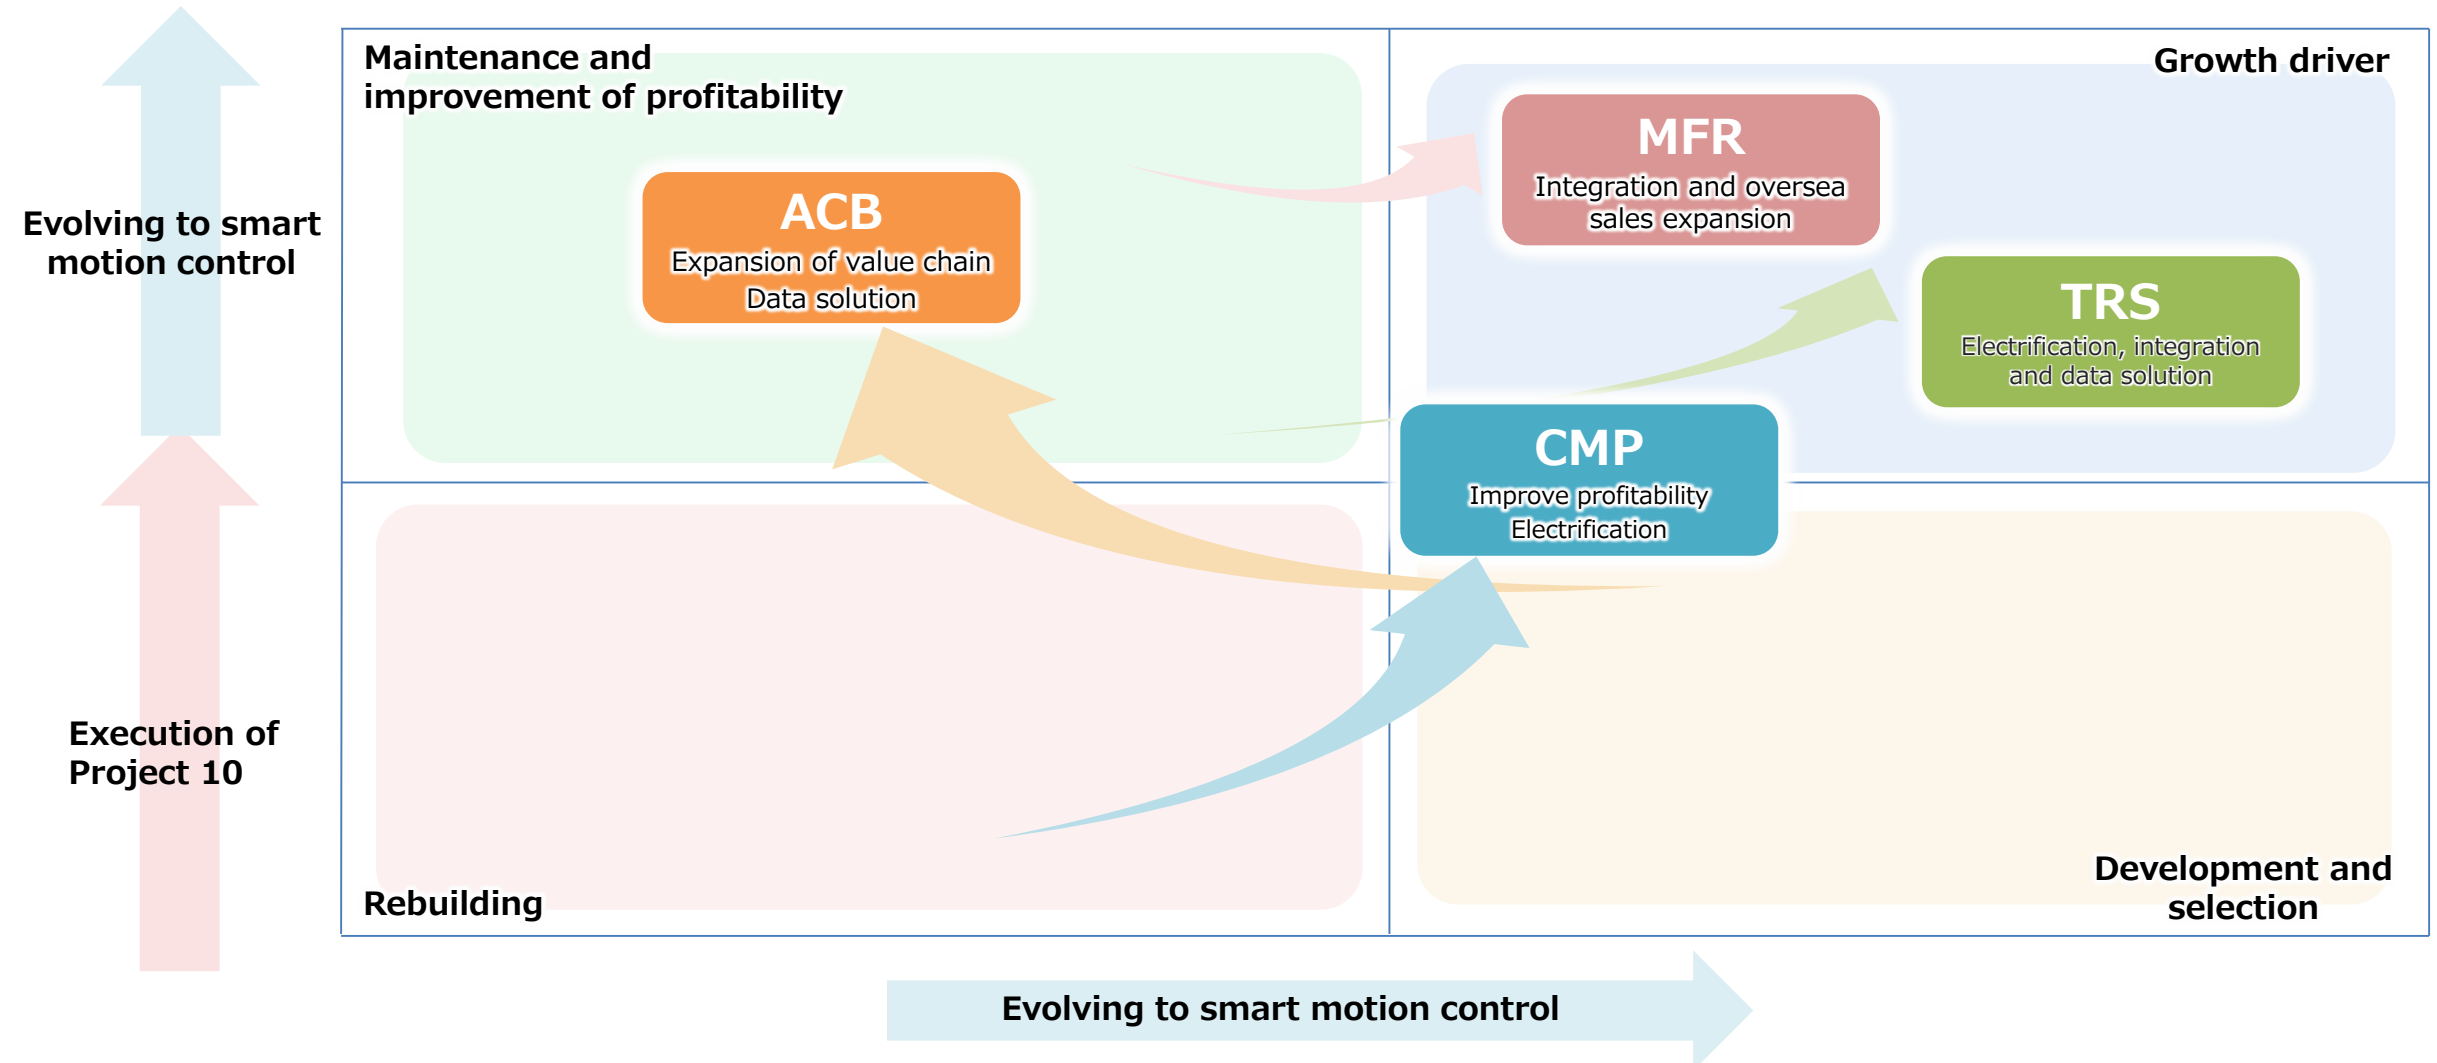 Maintenance and
improvement of profitability
Growth driver
MFR
Integration and oversea
sales expansion
ACB
Expansion of value chain
Data solution
Evolving to smart
motion control
TRS
Electrification, integration
and data solution
CMP
Improve profitability
Electrification
Execution of
Project 10
Rebuilding
Development and
selection
Evolving to smart motion control